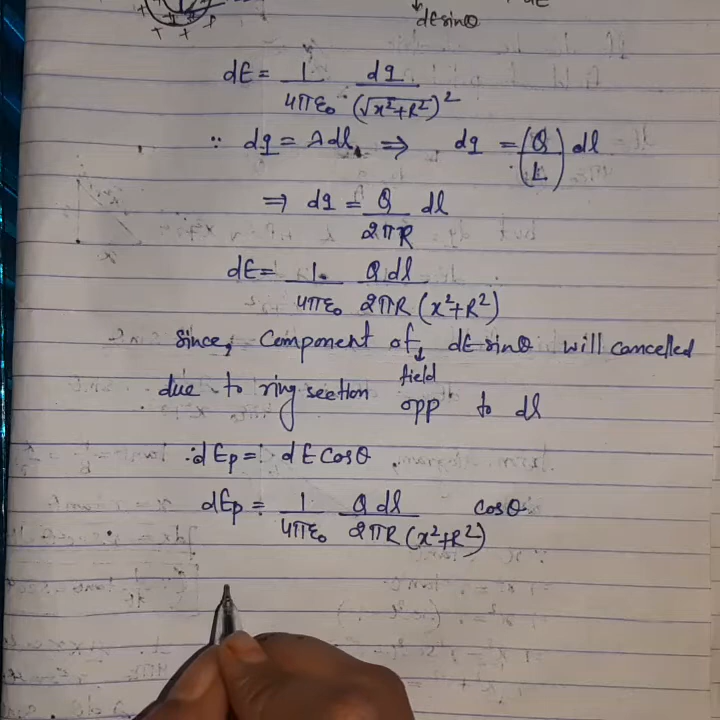 dE sinθ
dE
dE = 1/4πε₀ · dq/(√x²+R²)²
∵ dq = λdl, ⇒ dq = (Q/L) dl
⇒ dq = Q/2πR dl
dE = 1/4πε₀ Q dl/2πR (x²+R²)
Since, Component of ↓ field dE sinθ will cancelled
due to ring section opp to dl
∴ dEp = dE Cosθ
dEp = 1/4πε₀ Q dl/2πR (x²+R²) Cosθ